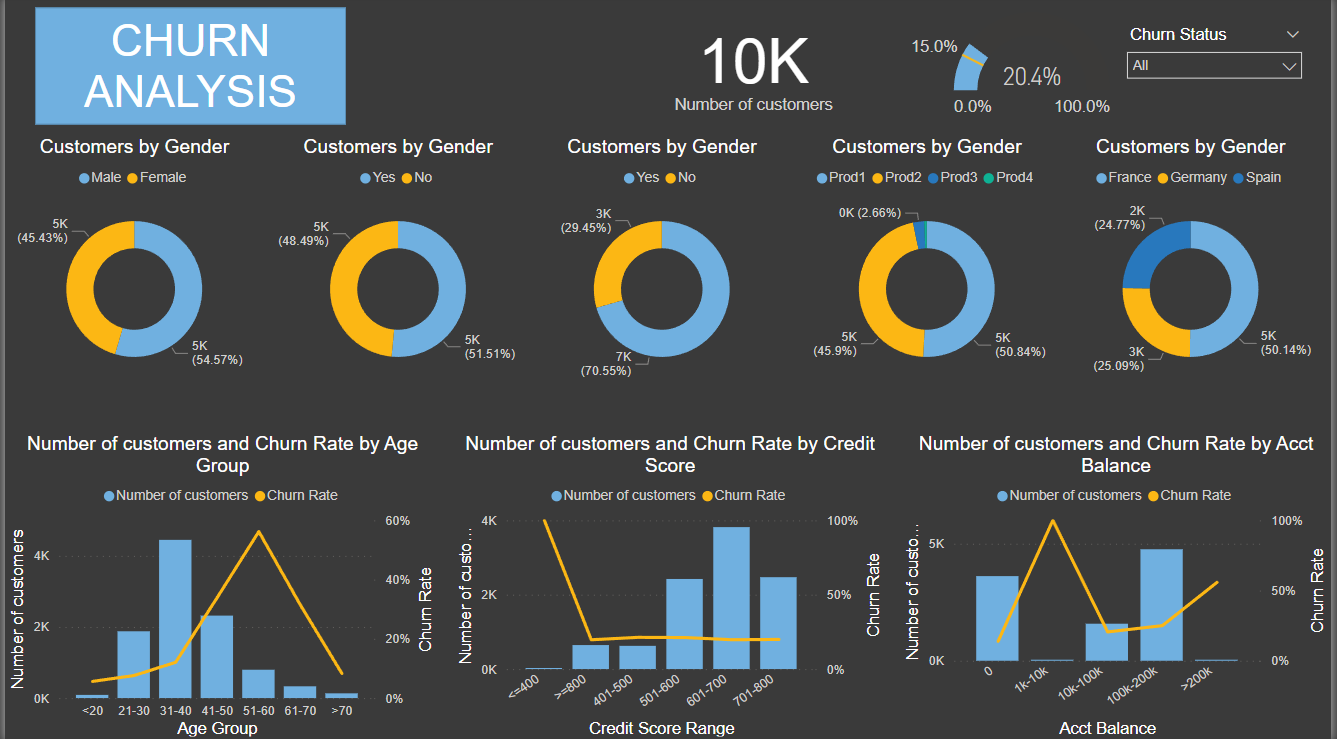 CHURN
ANALYSIS
10K
Number of customers
15.0%
20.4%
0.0%
100.0%
Churn Status
All
Customers by Gender
Male Female
5K
(45.43%)
5K
(54.57%)
Customers by Gender
Yes No
5K
(48.49%)
5K
(51.51%)
Customers by Gender
Yes No
3K
(29.45%)
7K
(70.55%)
Customers by Gender
Prod1 Prod2 Prod3 Prod4
0K (2.66%)
5K
(45.9%)
5K
(50.84%)
Customers by Gender
France Germany Spain
2K
(24.77%)
3K
(25.09%)
5K
(50.14%)
Number of customers and Churn Rate by Age
Group
Number of customers Churn Rate
Number of customers
4K
2K
0K
60%
40%
20%
0%
Churn Rate
<20 21-30 31-40 41-50 51-60 61-70 >70
Age Group
Number of customers and Churn Rate by Credit
Score
Number of customers Churn Rate
Number of custo...
4K
2K
0K
100%
50%
0%
Churn Rate
<=400 >=800 401-500 501-600 601-700 701-800
Credit Score Range
Number of customers and Churn Rate by Acct
Balance
Number of customers Churn Rate
Number of custo...
5K
0K
100%
50%
0%
Churn Rate
0 1k-10k 10k-100k 100k-200k >200k
Acct Balance